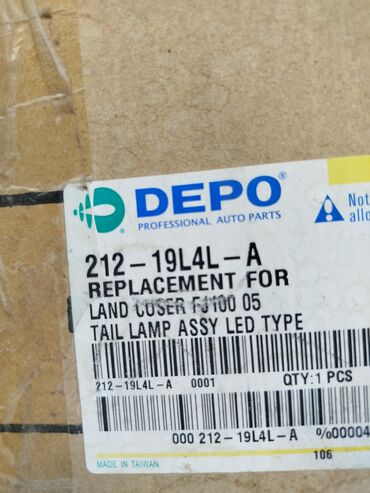 DEPO®
PROFESSIONAL AUTO PARTS
Not
allo
212-19L4L-A
REPLACEMENT FOR
LAND CUSER FJ100 05
TAIL LAMP ASSY LED TYPE
212-19L4L-A 0001 QTY:1 PCS
000 212-19L4L-A %00004
106
MADE IN TAIWAN